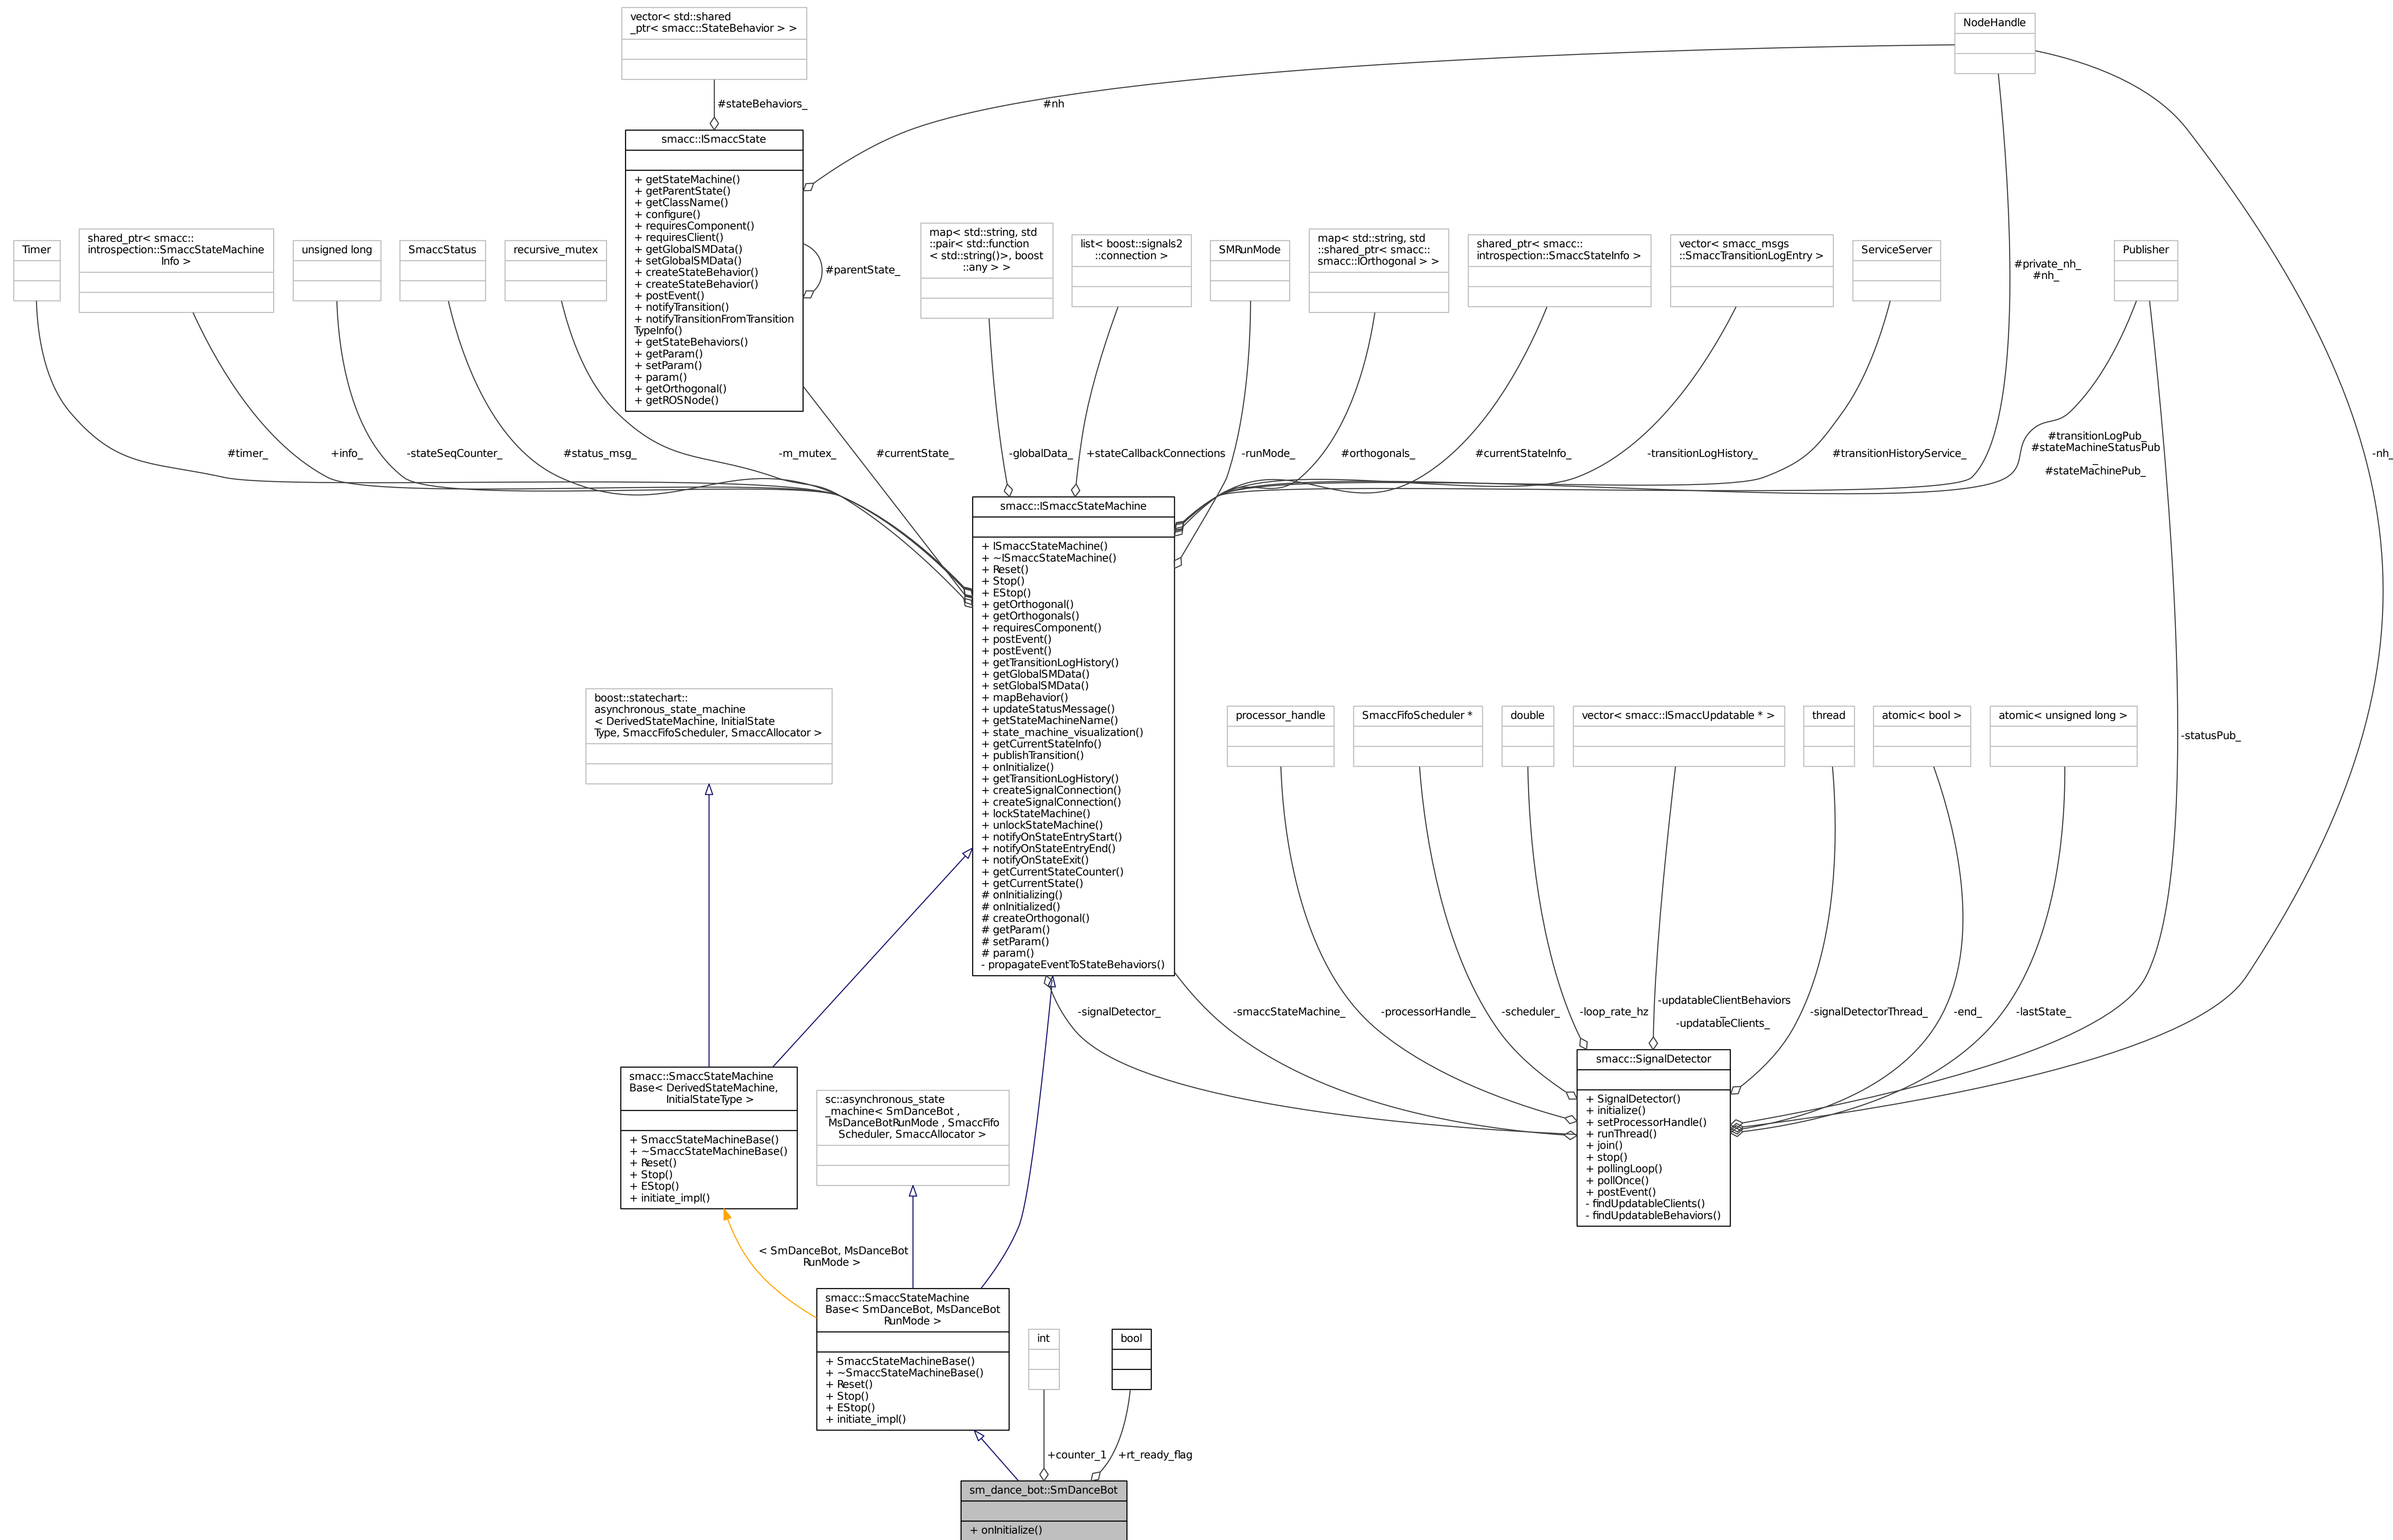 vector< std::shared
_ptr< smacc::StateBehavior > >
NodeHandle
#stateBehaviors_
#nh
smacc::ISmaccState
+ getStateMachine()
+ getParentState()
+ getClassName()
+ configure()
+ requiresComponent()
+ requiresClient()
+ getGlobalSMData()
+ setGlobalSMData()
+ createStateBehavior()
+ createStateBehavior()
+ postEvent()
+ notifyTransition()
+ notifyTransitionFromTransition
TypeInfo()
+ getStateBehaviors()
+ getParam()
+ setParam()
+ param()
+ getOrthogonal()
+ getROSNode()
#parentState_
Timer
shared_ptr< smacc::
introspection::SmaccStateMachine
Info >
unsigned long
SmaccStatus
recursive_mutex
map< std::string, std
::pair< std::function
< std::string()>, boost
::any > >
list< boost::signals2
::connection >
SMRunMode
map< std::string, std
::shared_ptr< smacc::
smacc::IOrthogonal > >
shared_ptr< smacc::
introspection::SmaccStateInfo >
vector< smacc_msgs
::SmaccTransitionLogEntry >
ServiceServer
#private_nh_
#nh_
Publisher
#timer_
+info_
-stateSeqCounter_
#status_msg_
-m_mutex_
#currentState_
-globalData_
+stateCallbackConnections
-runMode_
#orthogonals_
#currentStateInfo_
-transitionLogHistory_
#transitionHistoryService_
#transitionLogPub_
#stateMachineStatusPub
_
#stateMachinePub_
-nh_
smacc::ISmaccStateMachine
+ ISmaccStateMachine()
+ ~ISmaccStateMachine()
+ Reset()
+ Stop()
+ EStop()
+ getOrthogonal()
+ getOrthogonals()
+ requiresComponent()
+ postEvent()
+ postEvent()
+ getTransitionLogHistory()
+ getGlobalSMData()
+ setGlobalSMData()
+ mapBehavior()
+ updateStatusMessage()
+ getStateMachineName()
+ state_machine_visualization()
+ getCurrentStateInfo()
+ publishTransition()
+ onInitialize()
+ getTransitionLogHistory()
+ createSignalConnection()
+ createSignalConnection()
+ lockStateMachine()
+ unlockStateMachine()
+ notifyOnStateEntryStart()
+ notifyOnStateEntryEnd()
+ notifyOnStateExit()
+ getCurrentStateCounter()
+ getCurrentState()
# onInitializing()
# onInitialized()
# createOrthogonal()
# getParam()
# setParam()
# param()
- propagateEventToStateBehaviors()
boost::statechart::
asynchronous_state_machine
< DerivedStateMachine, InitialState
Type, SmaccFifoScheduler, SmaccAllocator >
processor_handle
SmaccFifoScheduler *
double
vector< smacc::ISmaccUpdatable * >
thread
atomic< bool >
atomic< unsigned long >
-statusPub_
-signalDetector_
-smaccStateMachine_
-processorHandle_
-scheduler_
-loop_rate_hz
-updatableClientBehaviors
_
-updatableClients_
-signalDetectorThread_
-end_
-lastState_
smacc::SignalDetector
+ SignalDetector()
+ initialize()
+ setProcessorHandle()
+ runThread()
+ join()
+ stop()
+ pollingLoop()
+ pollOnce()
+ postEvent()
- findUpdatableClients()
- findUpdatableBehaviors()
smacc::SmaccStateMachine
Base< DerivedStateMachine,
InitialStateType >
+ SmaccStateMachineBase()
+ ~SmaccStateMachineBase()
+ Reset()
+ Stop()
+ EStop()
+ initiate_impl()
sc::asynchronous_state
_machine< SmDanceBot ,
MsDanceBotRunMode , SmaccFifo
Scheduler, SmaccAllocator >
< SmDanceBot, MsDanceBot
RunMode >
smacc::SmaccStateMachine
Base< SmDanceBot, MsDanceBot
RunMode >
+ SmaccStateMachineBase()
+ ~SmaccStateMachineBase()
+ Reset()
+ Stop()
+ EStop()
+ initiate_impl()
int
bool
+counter_1
+rt_ready_flag
sm_dance_bot::SmDanceBot
+ onInitialize()